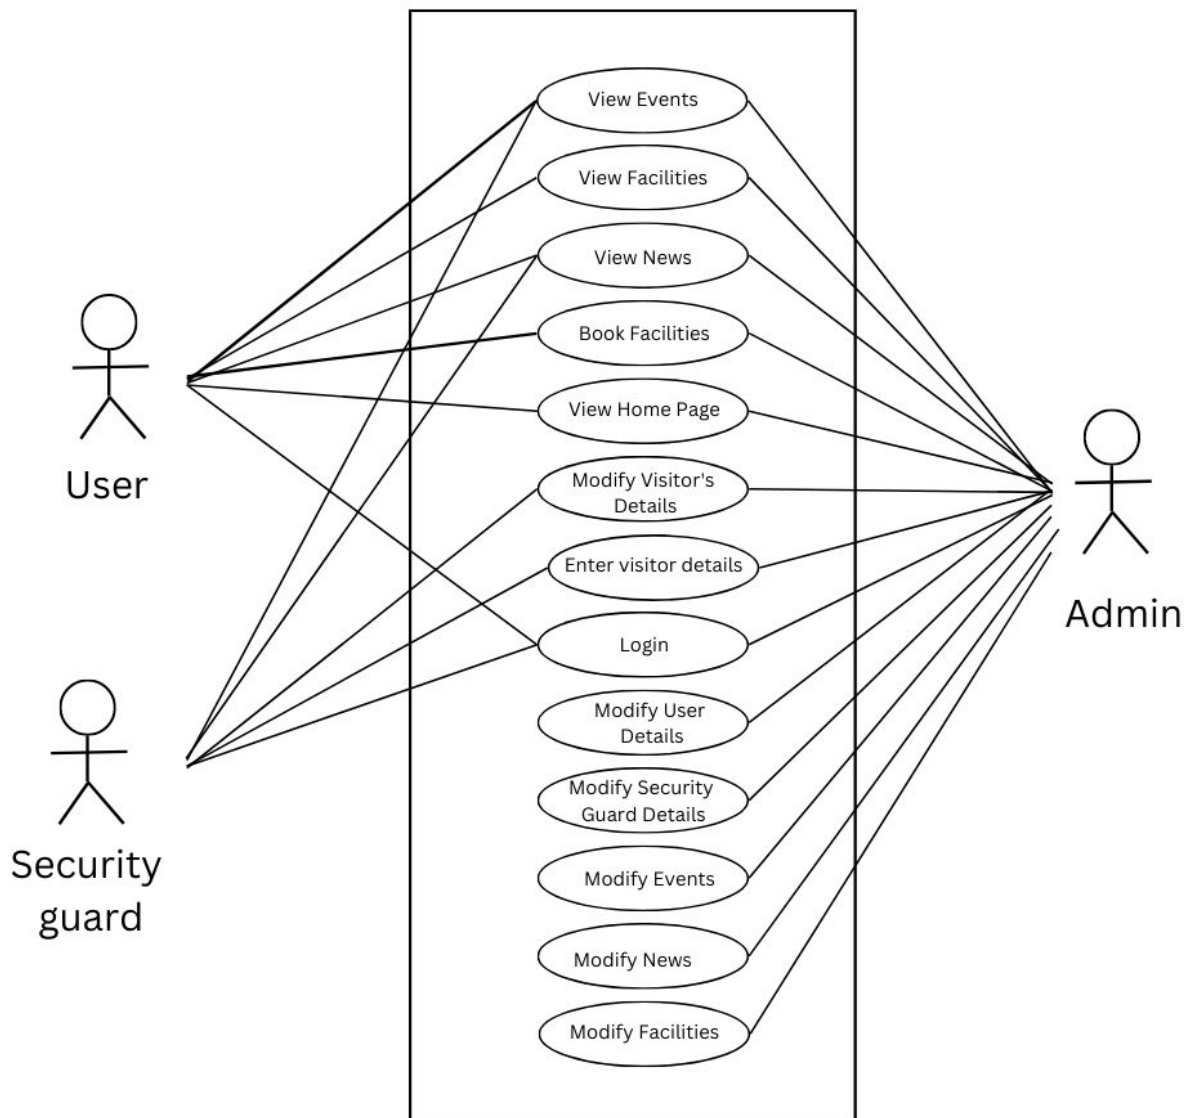 View Events
View Facilities
View News
Book Facilities
View Home Page
User
Modify Visitor's
Details
Enter visitor details
Admin
Login
Modify User
Details
Modify Security
Guard Details
Security
guard
Modify Events
Modify News
Modify Facilities